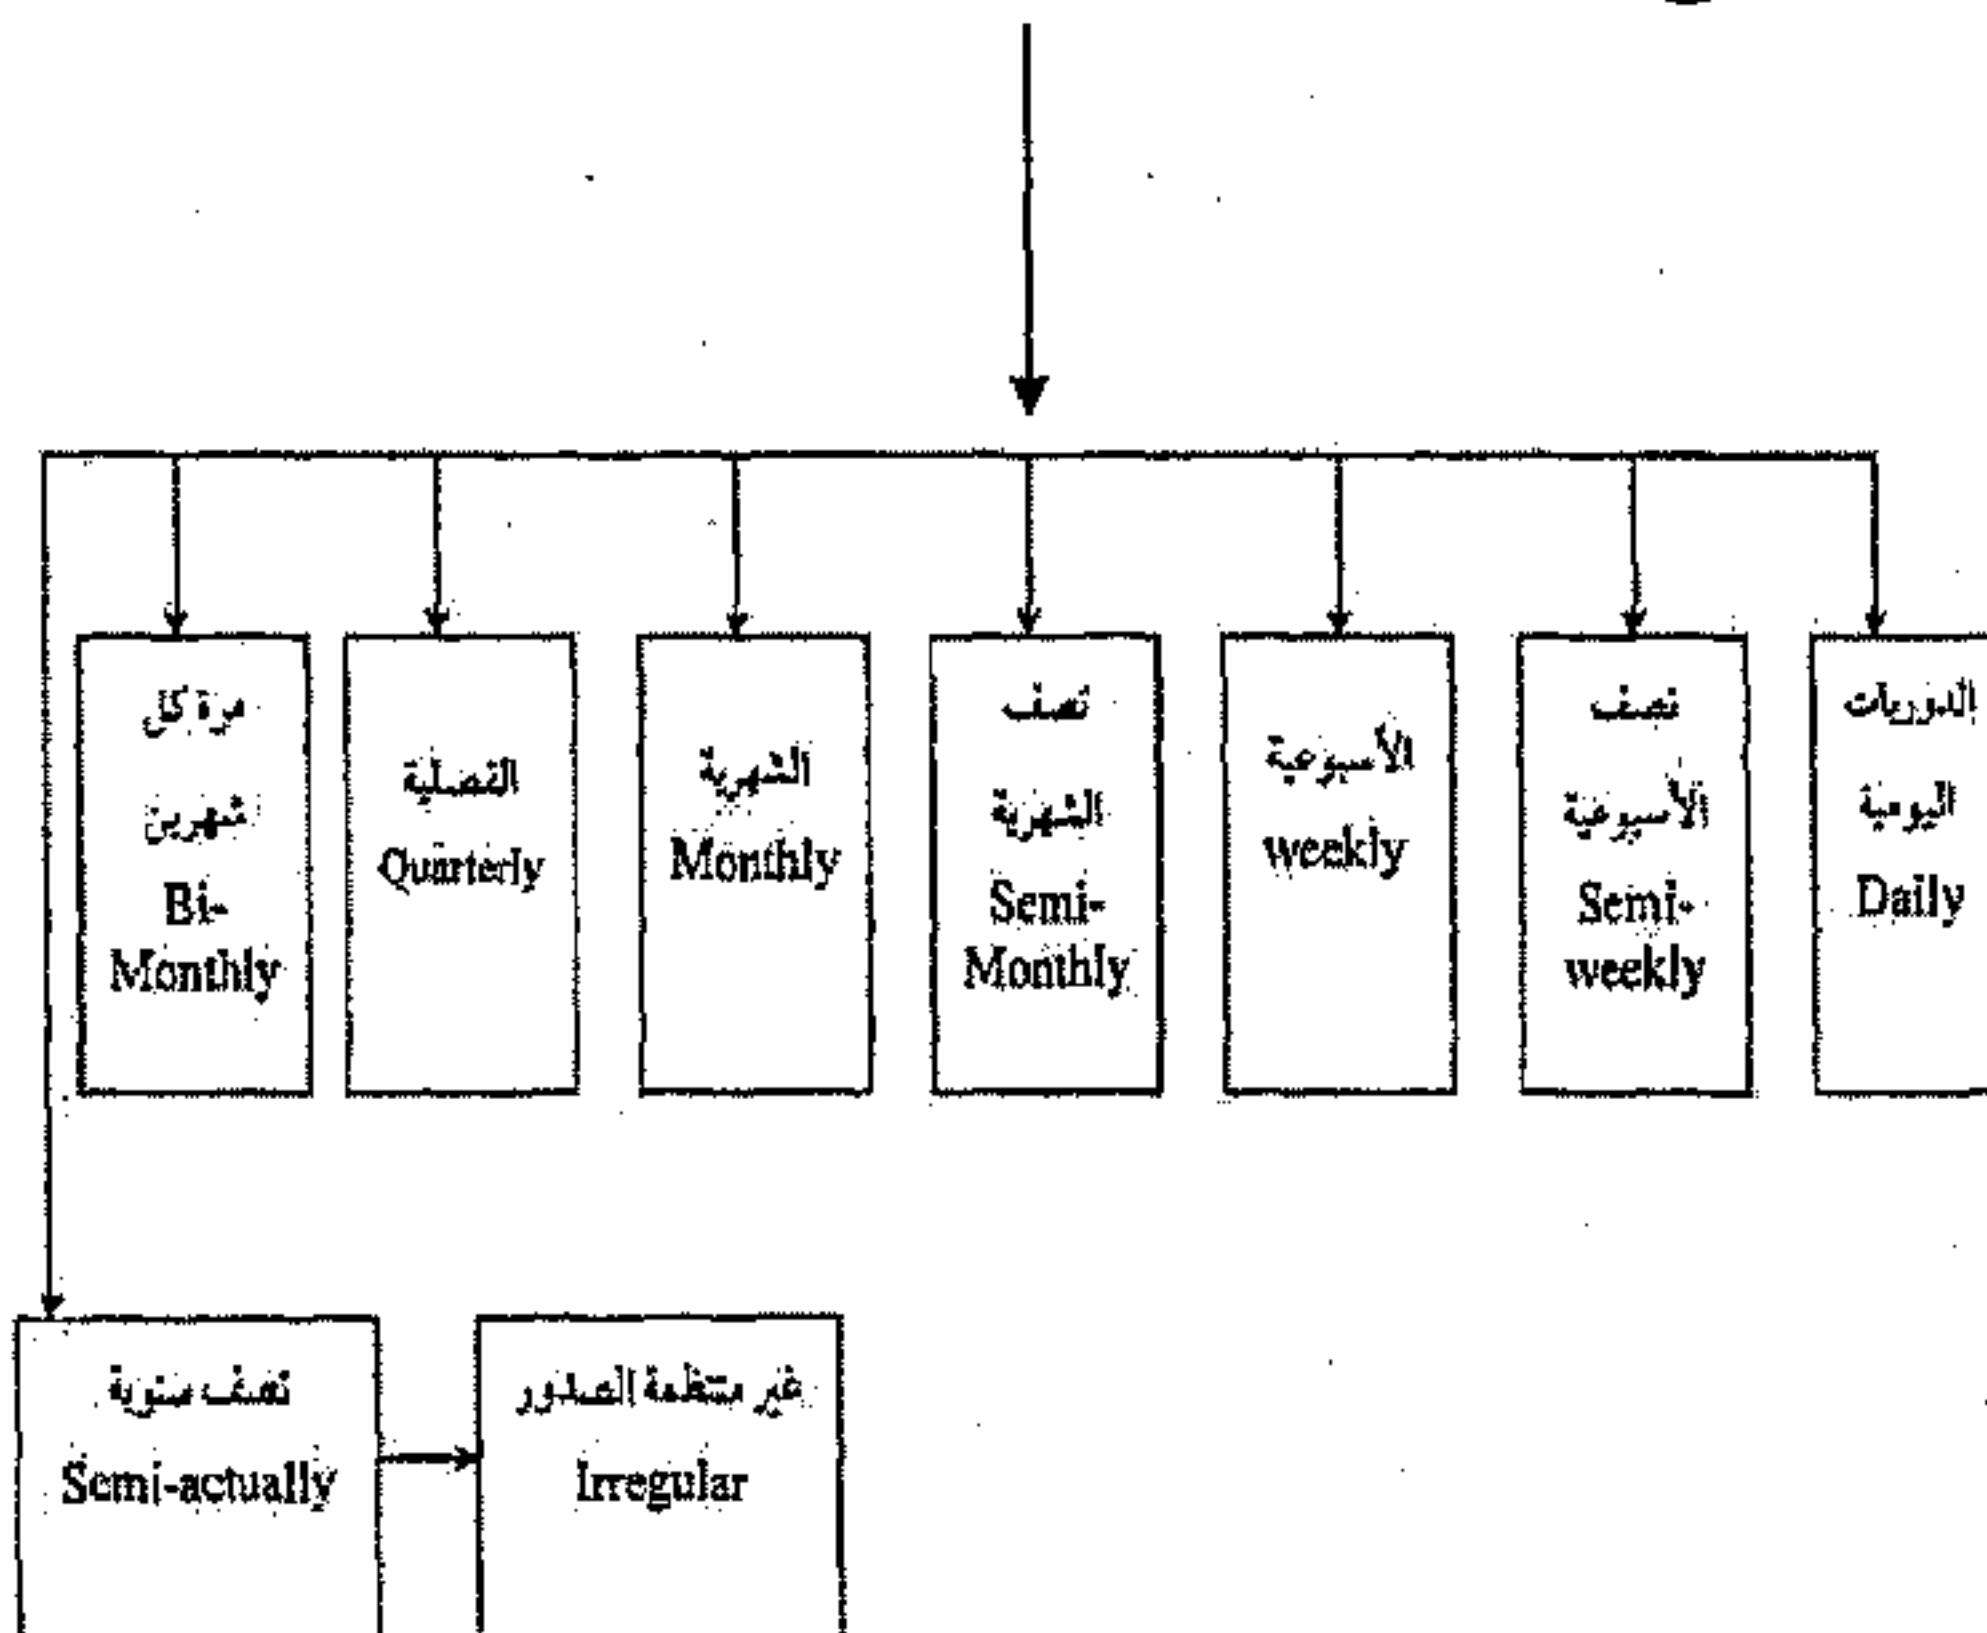 الدوريات
اليومية
Daily
نصف
الأسبوعية
Semi-
weekly
الأسبوعية
weekly
نصف
الشهرية
Semi-
Monthly
الشهرية
Monthly
الفصلية
Quarterly
مرة كل
شهرين
Bi-
Monthly
نصف سنوية
Semi-actually
غير منتظمة الصدور
Irregular